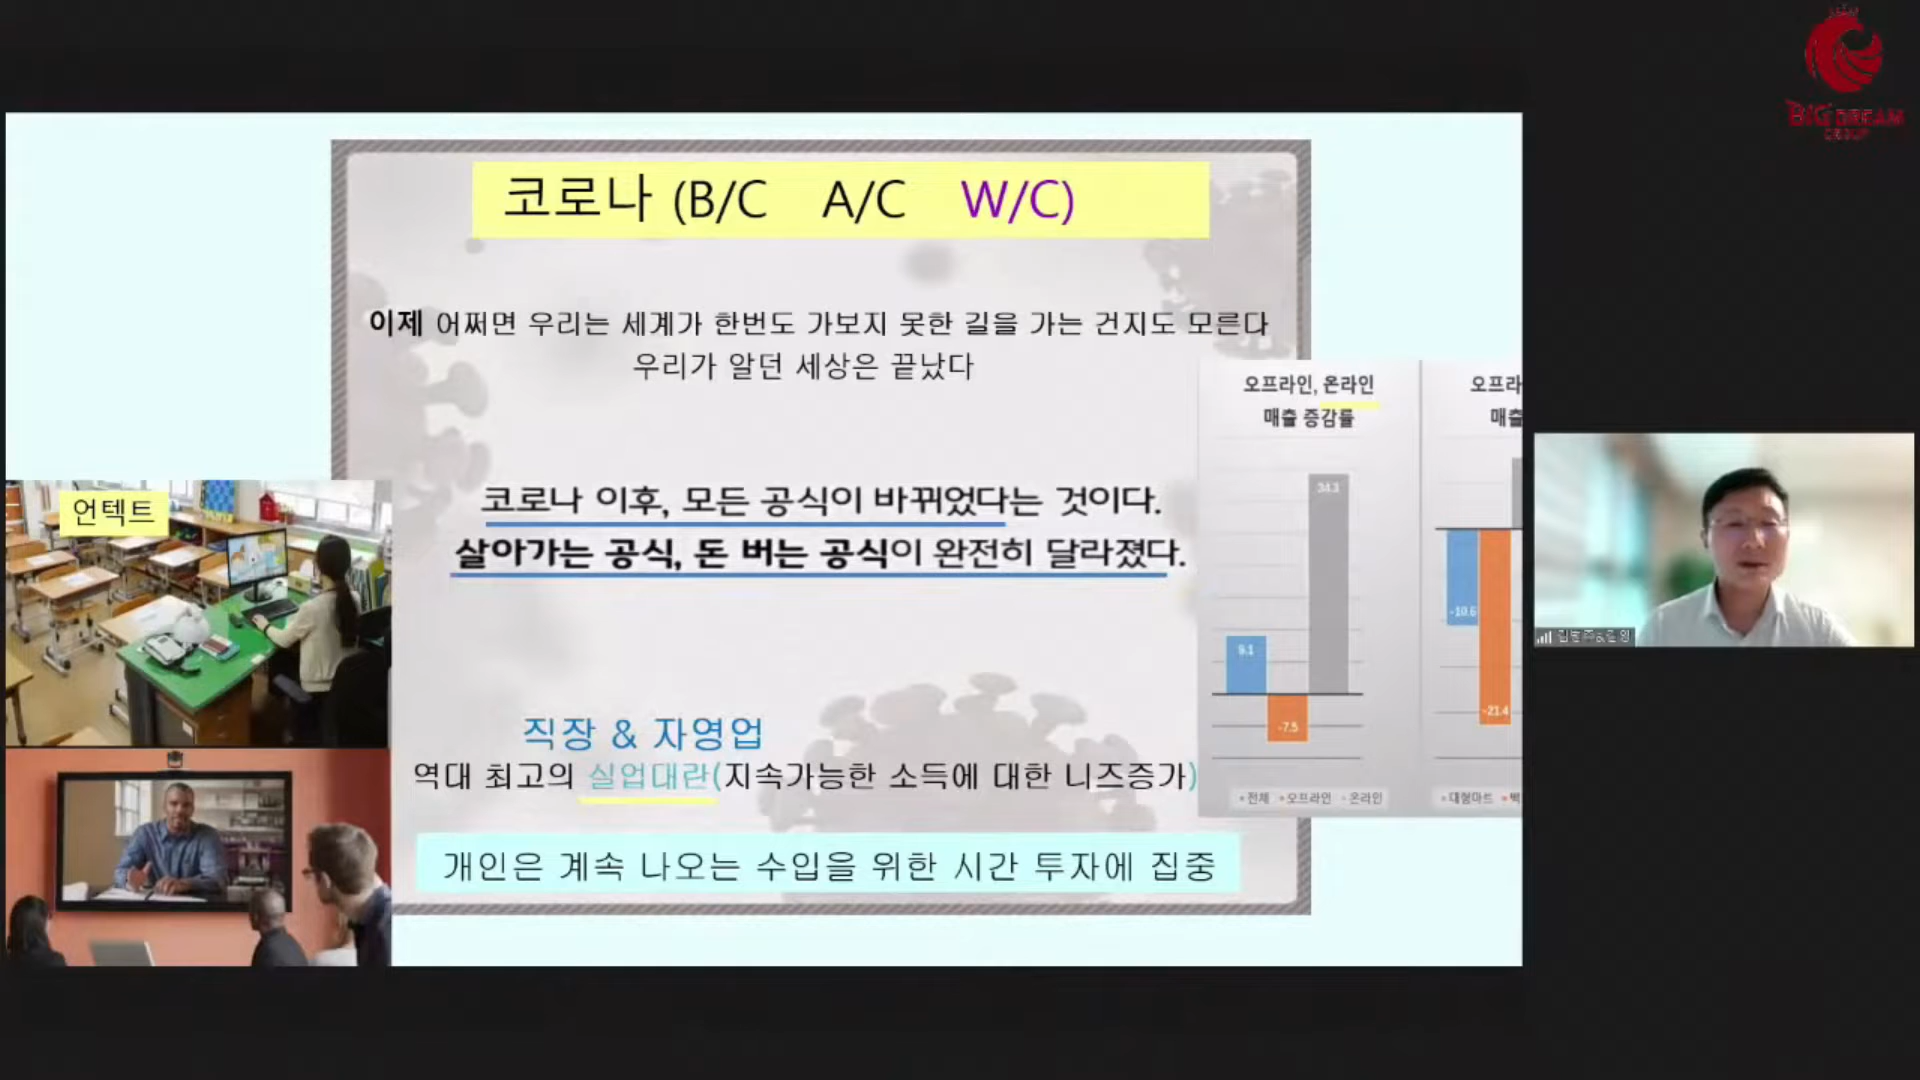 BIG DREAM
GROUP
코로나 (B/C A/C W/C)
이제 어쩌면 우리는 세계가 한번도 가보지 못한 길을 가는 건지도 모른다
우리가 알던 세상은 끝났다
오프라인, 온라인
매출 증감률
오프라
매출
34.3
9.1
-7.5
-10.6
-21.4
•전체 •오프라인 •온라인
•대형마트 •백
언텍트
코로나 이후, 모든 공식이 바뀌었다는 것이다.
살아가는 공식, 돈 버는 공식이 완전히 달라졌다.
직장 & 자영업
역대 최고의 실업대란(지속가능한 소득에 대한 니즈증가)
개인은 계속 나오는 수입을 위한 시간 투자에 집중